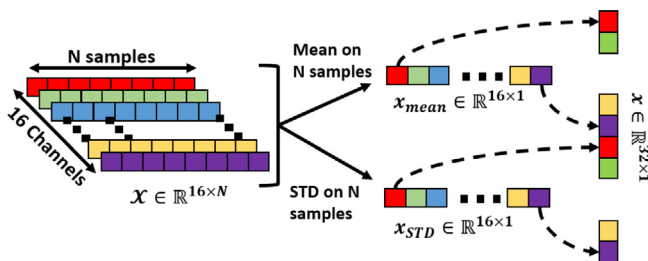 N samples
16 Channels
𝒳 ∈ ℝ^{16×N}
Mean on
N samples
x_{mean} ∈ ℝ^{16×1}
STD on N
samples
x_{STD} ∈ ℝ^{16×1}
x ∈ ℝ^{32×1}